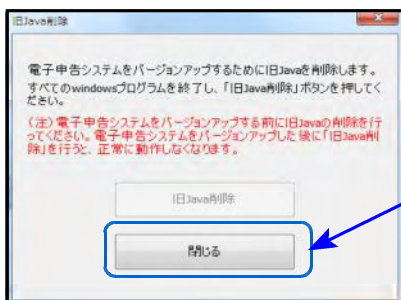 旧Java削除
電子申告システムをバージョンアップするために旧Javaを削除します。
すべてのwindowsプログラムを終了し、「旧Java削除」ボタンを押してく
ださい。
(注)電子申告システムをバージョンアップする前に旧Javaの削除を行
ってください。電子申告システムをバージョンアップした後に「旧Java削
除」を行うと、正常に動作しなくなります。
旧Java削除
閉じる